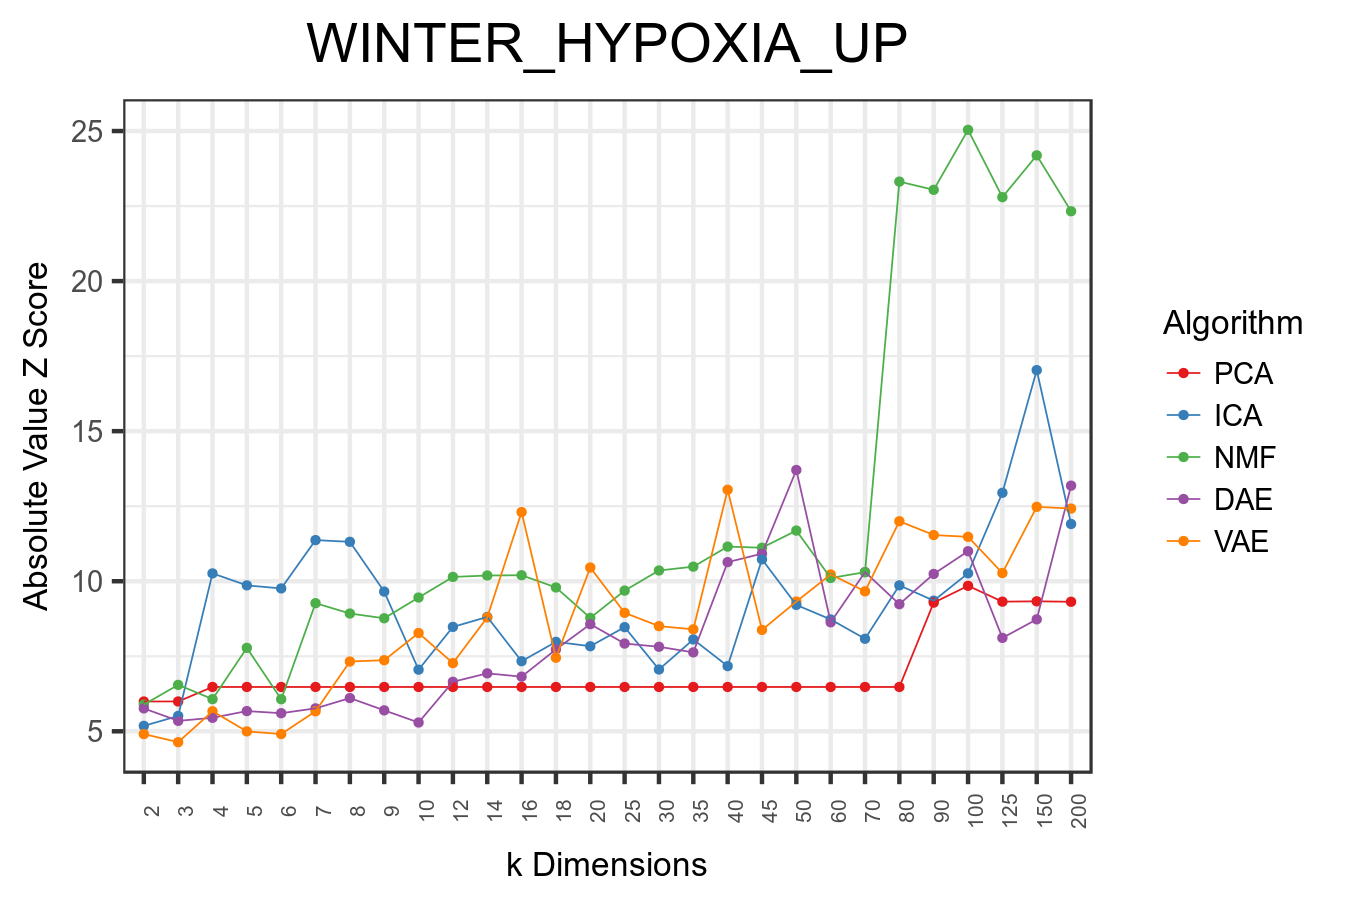 WINTER_HYPOXIA_UP
Absolute Value Z Score
25
20
15
10
5
2 3 4 5 6 7 8 9 10 12 14 16 18 20 25 30 35 40 45 50 60 70 80 90 100 125 150 200
k Dimensions
Algorithm
PCA
ICA
NMF
DAE
VAE